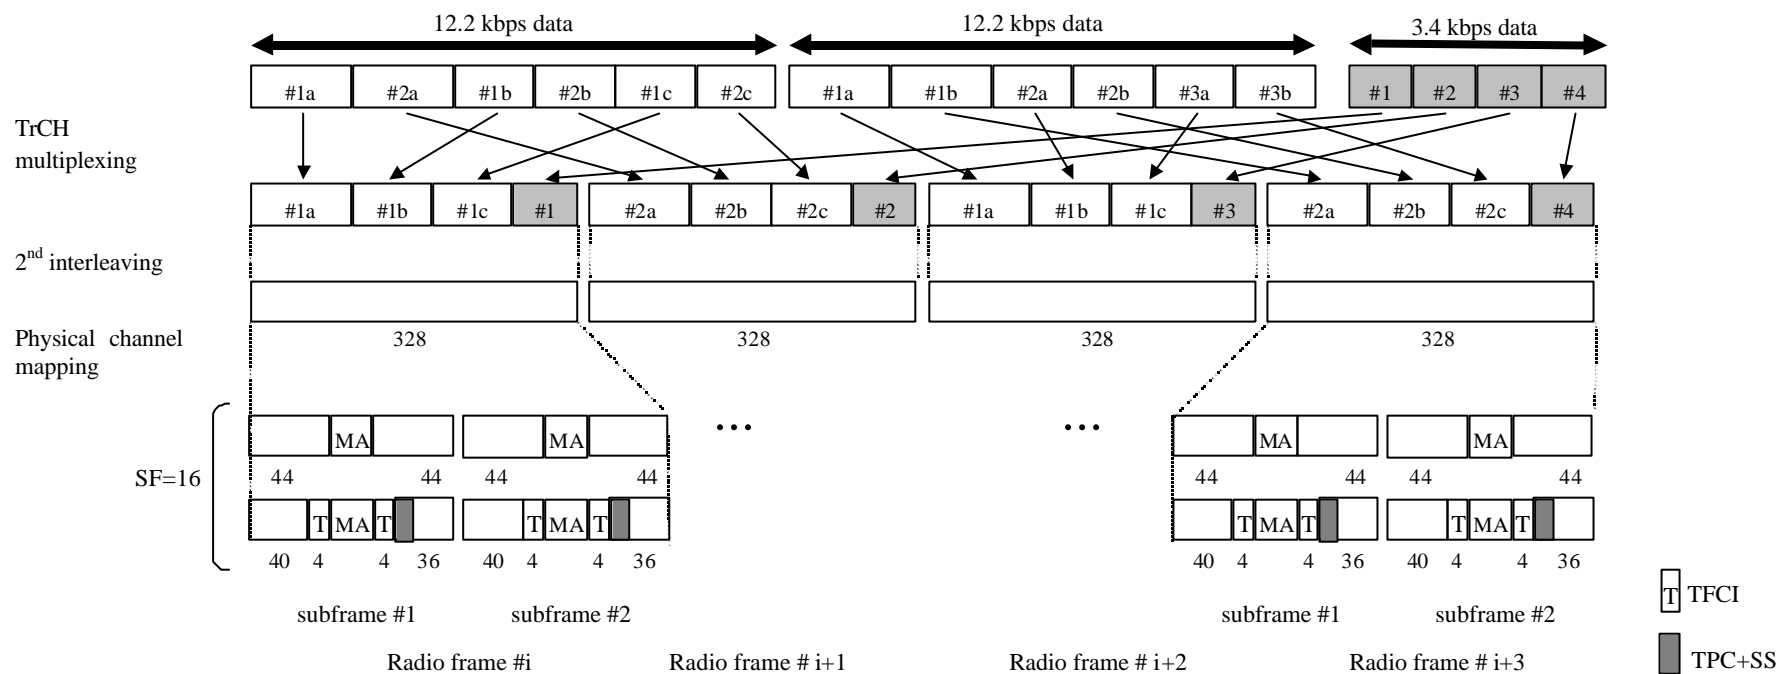 12.2 kbps data 12.2 kbps data 3.4 kbps data
#1a #2a #1b #2b #1c #2c #1a #1b #2a #2b #3a #3b #1 #2 #3 #4
TrCH
multiplexing
#1a #1b #1c #1 #2a #2b #2c #2 #1a #1b #1c #3 #2a #2b #2c #4
2nd interleaving
Physical channel
mapping
328 328 328 328
MA MA ••• ••• MA MA
SF=16
44 44 44 44 44 44 44 44
T MA T T MA T T MA T T MA T
40 4 4 36 40 4 4 36 40 4 4 36 40 4 4 36
T TFCI
subframe #1 subframe #2 subframe #1 subframe #2
Radio frame #i Radio frame # i+1 Radio frame # i+2 Radio frame # i+3
TPC+SS